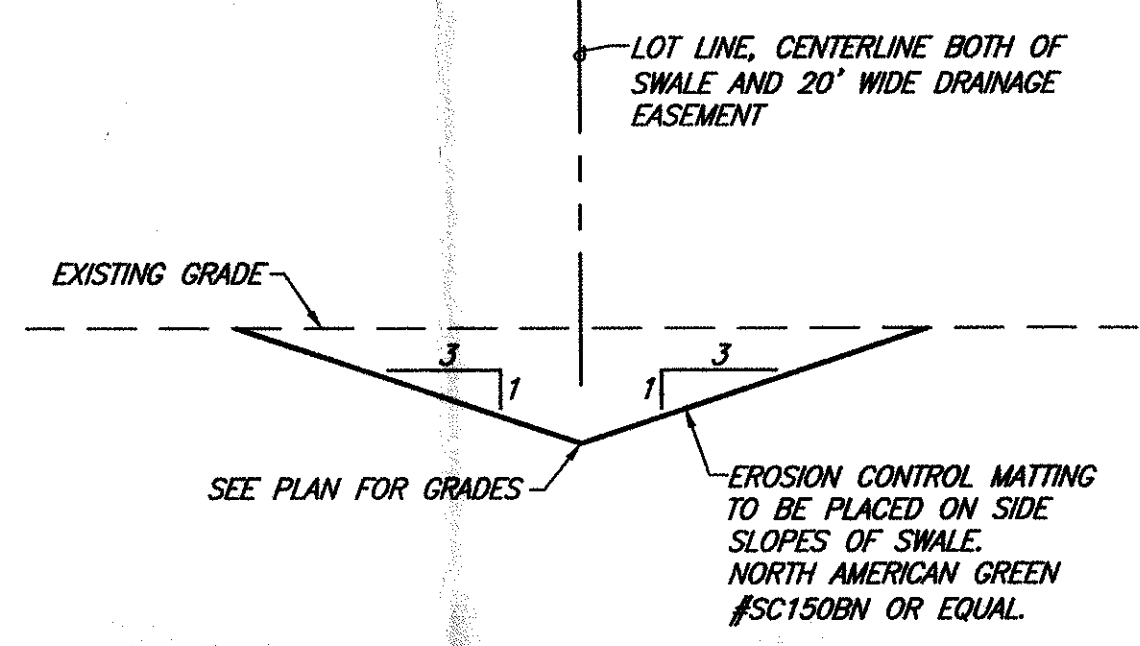 LOT LINE, CENTERLINE BOTH OF
SWALE AND 20' WIDE DRAINAGE
EASEMENT
EXISTING GRADE
3
1
1
3
SEE PLAN FOR GRADES
EROSION CONTROL MATTING
TO BE PLACED ON SIDE
SLOPES OF SWALE.
NORTH AMERICAN GREEN
#SC150BN OR EQUAL.